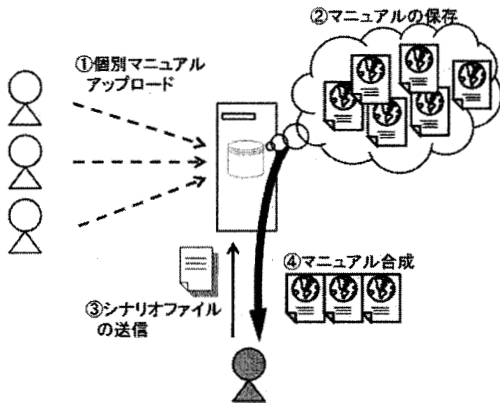 ①個別マニュアル
アップロード
②マニュアルの保存
③シナリオファイル
の送信
④マニュアル合成